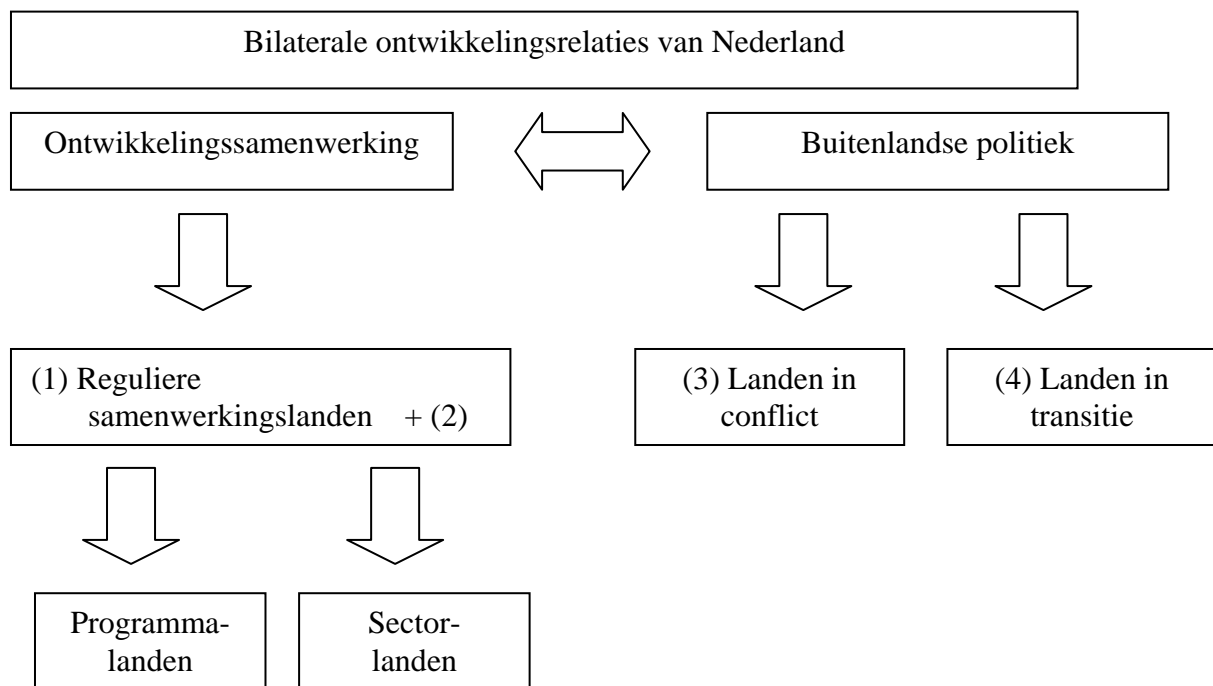 Bilaterale ontwikkelingsrelaties van Nederland
Ontwikkelingssamenwerking
Buitenlandse politiek
(1) Reguliere
samenwerkingslanden + (2)
(3) Landen in
conflict
(4) Landen in
transitie
Programma-
landen
Sector-
landen